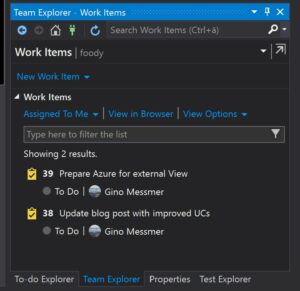 Team Explorer - Work Items
Search Work Items (Ctrl+ä)
Work Items | foody
New Work Item
Work Items
Assigned To Me | View in Browser | View Options
Type here to filter the list
Showing 2 results.
39 Prepare Azure for external View
To Do | Gino Messmer
38 Update blog post with improved UCs
To Do | Gino Messmer
To-do Explorer Team Explorer Properties Test Explorer